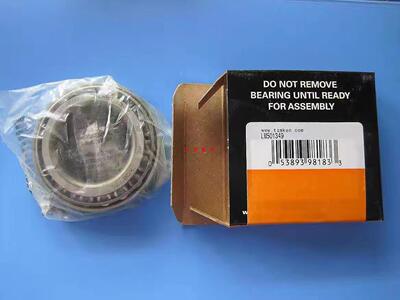 DO NOT REMOVE
BEARING UNTIL READY
FOR ASSEMBLY
www.timken.com
LM501349
0 53893 98183 3